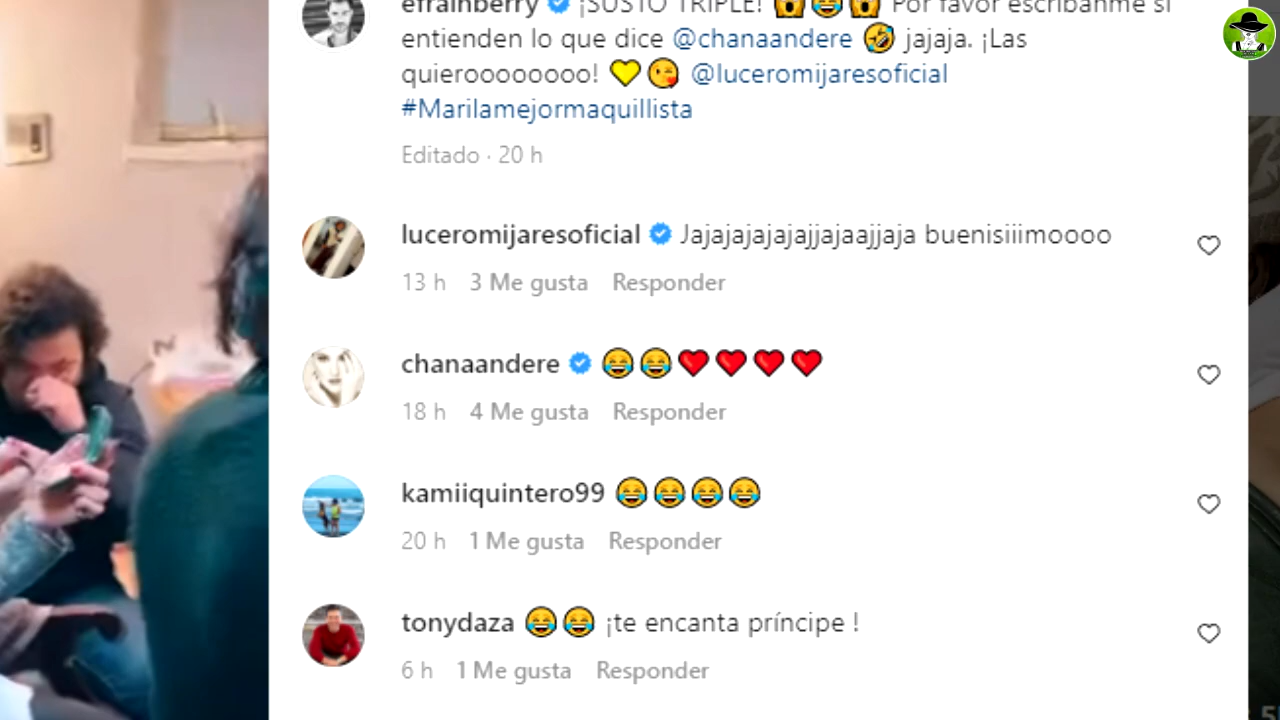 efrainberry ¡SUSTO TRIPLE! 😱😂😱 Por favor escríbanme si
entienden lo que dice @chanaandere 🤣 jajaja. ¡Las
quieroooooooo! 💛😘 @luceromijaresoficial
#Marilamejormaquillista
Editado · 20 h
luceromijaresoficial Jajajajajajajjajaajjaja buenisiiimoooo
13 h 3 Me gusta Responder
chanaandere 😂😂❤️❤️❤️❤️
18 h 4 Me gusta Responder
kamiiquintero99 😂😂😂😂
20 h 1 Me gusta Responder
tonydaza 😂😂 ¡te encanta príncipe !
6 h 1 Me gusta Responder